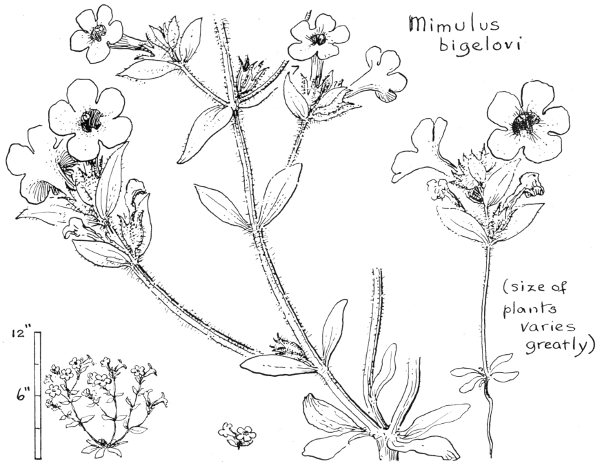 Mimulus
bigelovi
(size of
plants
varies
greatly)
12"
6"